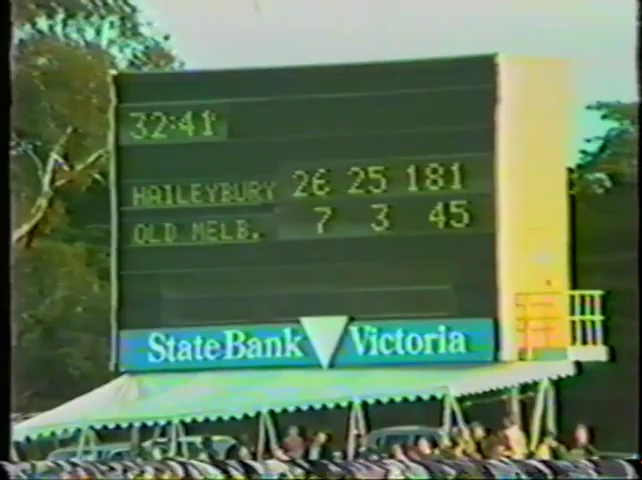 32:41
HAILEYBURY 26 25 181
OLD MELB. 7 3 45
StateBank Victoria